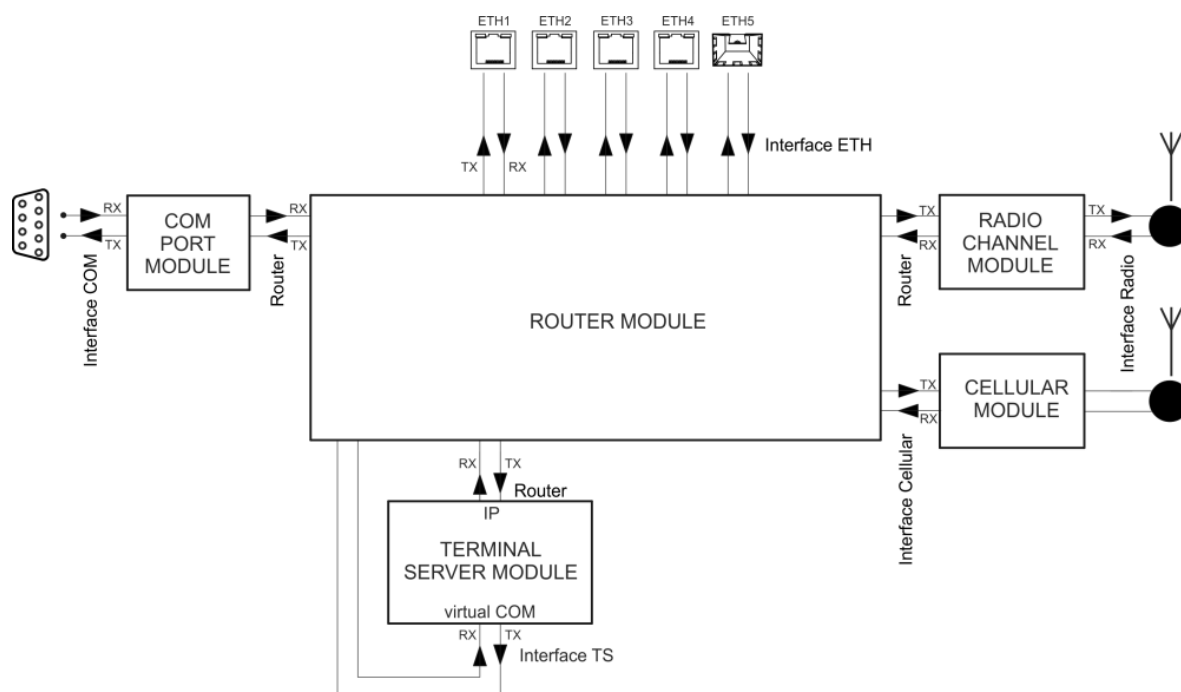 ETH1
ETH2
ETH3
ETH4
ETH5
Interface ETH
TX
RX
RX
TX
Interface COM
COM
PORT
MODULE
Router
RX
TX
ROUTER MODULE
TX
RX
Router
RADIO
CHANNEL
MODULE
TX
RX
Interface Radio
TX
RX
Interface Cellular
CELLULAR
MODULE
RX
TX
Router
IP
TERMINAL
SERVER MODULE
virtual COM
RX
TX
Interface TS